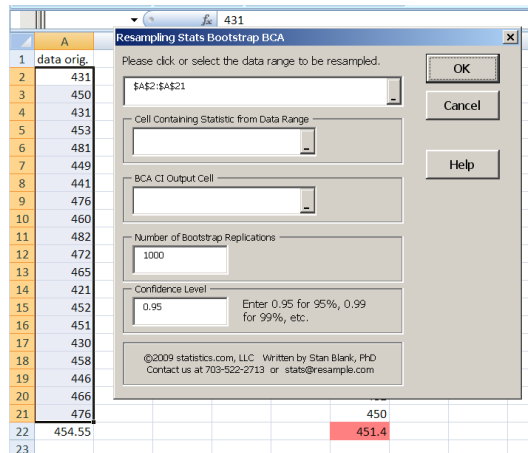 431
Resampling Stats Bootstrap BCA
A
1 data orig.
2 431
3 450
4 431
5 453
6 481
7 449
8 441
9 476
10 460
11 482
12 472
13 465
14 421
15 452
16 451
17 430
18 458
19 446
20 466
21 476
22 454.55
23
Please click or select the data range to be resampled.
$A$2:$A$21
Cell Containing Statistic from Data Range
BCA CI Output Cell
Number of Bootstrap Replications
1000
Confidence Level
0.95
Enter 0.95 for 95%, 0.99
for 99%, etc.
©2009 statistics.com, LLC Written by Stan Blank, PhD
Contact us at 703-522-2713 or stats@resample.com
OK
Cancel
Help
450
451.4